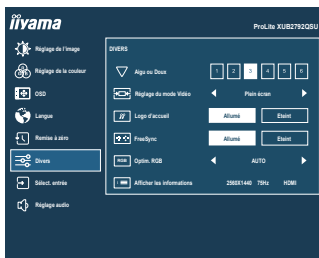 iiyama
ProLite XUB2792QSU
Réglage de l'image
Réglage de la couleur
OSD
Langue
Remise à zéro
Divers
Sélect. entrée
Réglage audio
DIVERS
Aigu ou Doux 1 2 3 4 5 6
Réglage du mode Vidéo Plein écran
Logo d'accueil Allumé Eteint
FreeSync Allumé Eteint
RGB Optim. RGB AUTO
Afficher les informations 2560X1440 75Hz HDMI